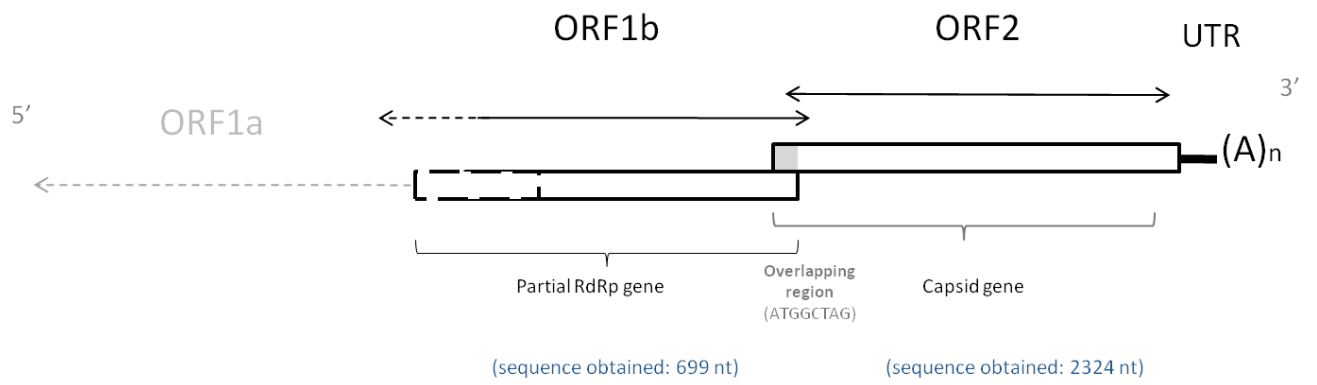 ORF1b
ORF2
UTR
5'
ORF1a
3'
(A)n
Partial RdRp gene
Overlapping
region
(ATGGCTAG)
Capsid gene
(sequence obtained: 699 nt)
(sequence obtained: 2324 nt)